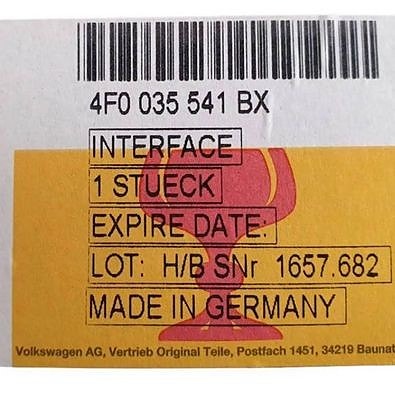 4F0 035 541 BX
INTERFACE
1 STUECK
EXPIRE DATE:
LOT: H/B SNr 1657.682
MADE IN GERMANY
Volkswagen AG, Vertrieb Original Teile, Postfach 1451, 34219 Baunat